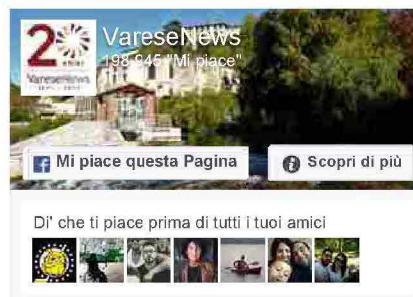 20
ANNI
VareseNews
VareseNews
198.945 "Mi piace"
Mi piace questa Pagina
Scopri di più
Di' che ti piace prima di tutti i tuoi amici